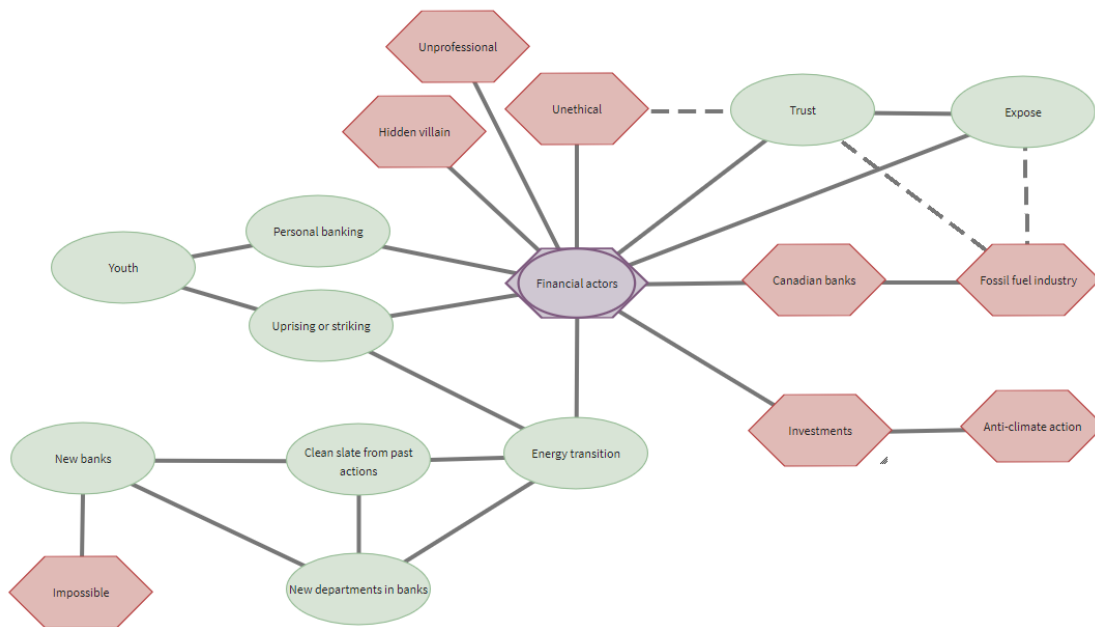 Unprofessional
Unethical
Trust
Expose
Hidden villain
Personal banking
Youth
Financial actors
Canadian banks
Fossil fuel industry
Uprising or striking
Investments
Anti-climate action
New banks
Clean slate from past
actions
Energy transition
Impossible
New departments in banks